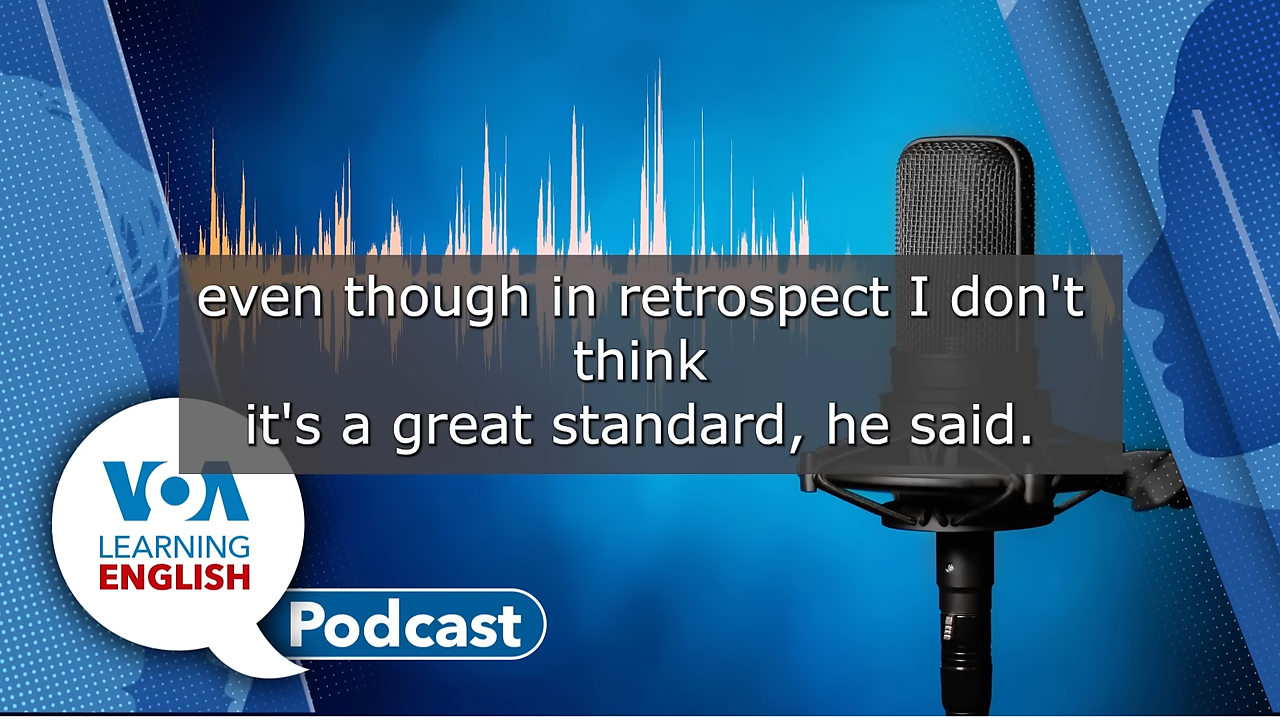 even though in retrospect I don't
think
it's a great standard, he said.
VOA
LEARNING
ENGLISH
Podcast